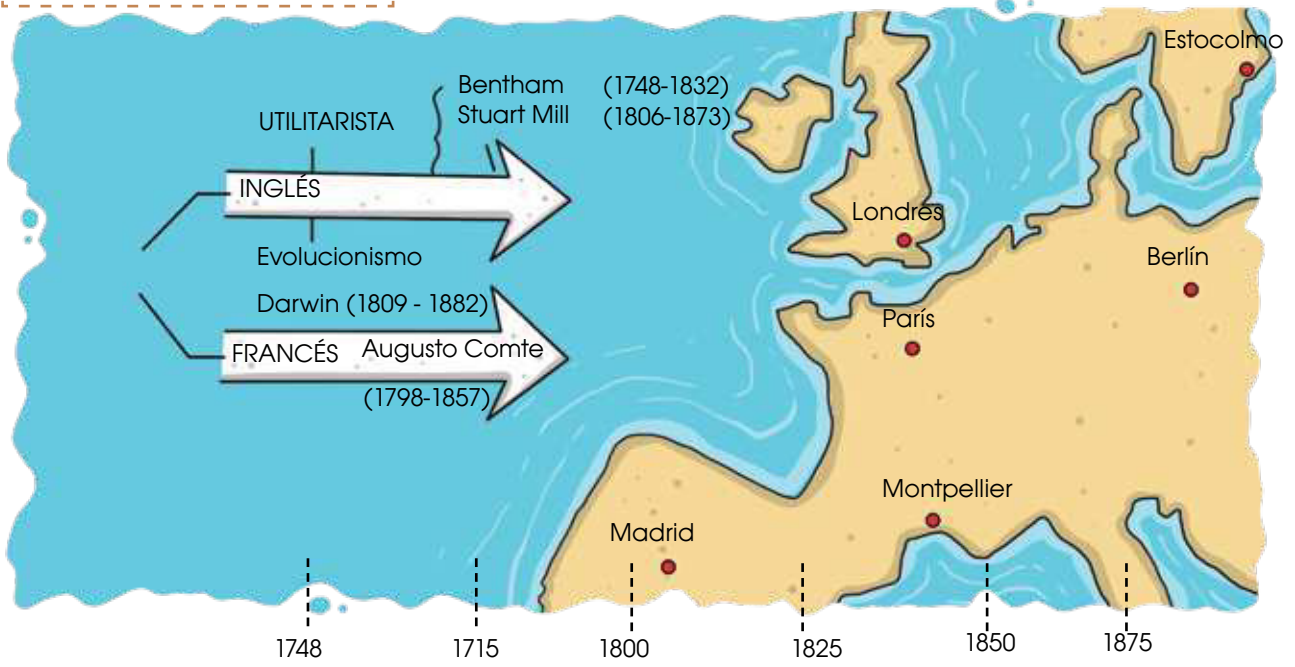 Estocolmo
Bentham (1748-1832)
Stuart Mill (1806-1873)
UTILITARISTA
INGLÉS
Evolucionismo
Darwin (1809 - 1882)
FRANCÉS Augusto Comte
(1798-1857)
Londres
Berlín
París
Montpellier
Madrid
1748 1715 1800 1825 1850 1875